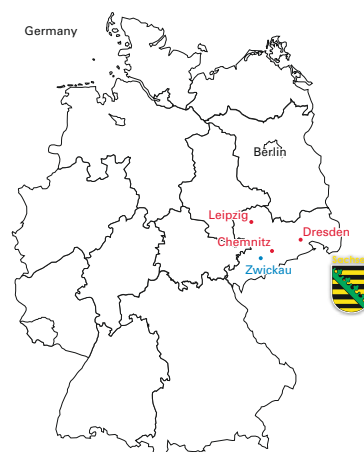 Germany
Berlin
Leipzig
Dresden
Chemnitz
Zwickau